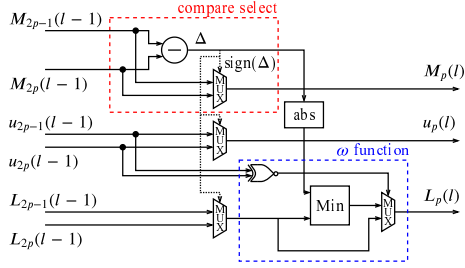 compare select
M_{2p−1}(l − 1)
−
Δ
sign(Δ)
M_{2p}(l − 1)
MUX
M_p(l)
abs
u_{2p−1}(l − 1)
MUX
u_p(l)
u_{2p}(l − 1)
ω function
L_{2p−1}(l − 1)
MUX
Min
MUX
L_p(l)
L_{2p}(l − 1)